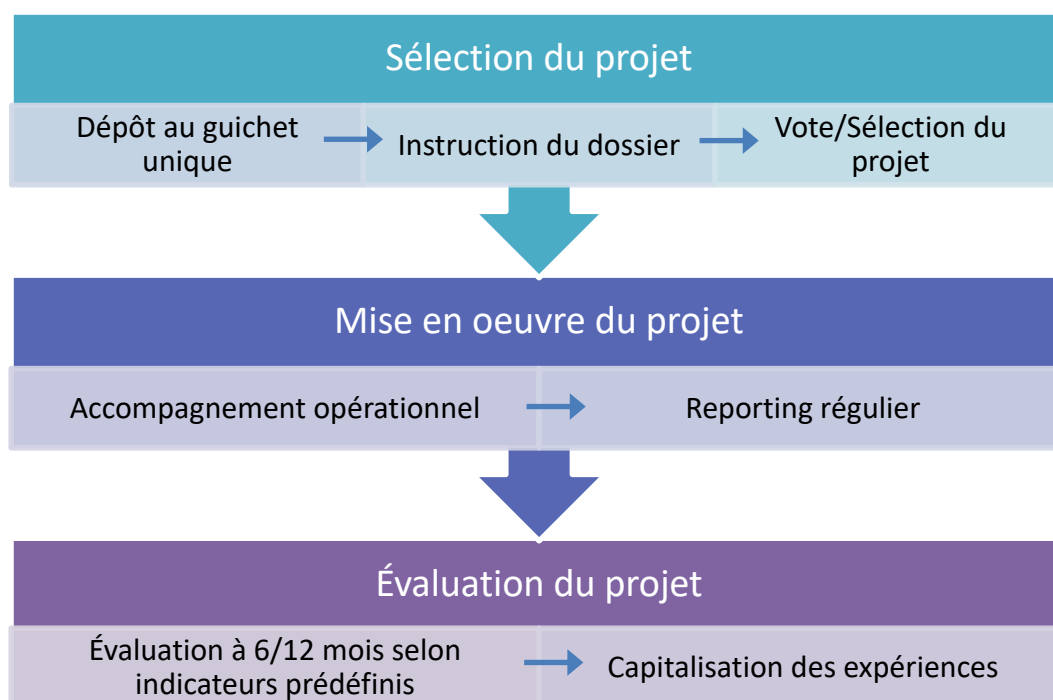 Sélection du projet
Dépôt au guichet
unique
Instruction du dossier
Vote/Sélection du
projet
Mise en oeuvre du projet
Accompagnement opérationnel
Reporting régulier
Évaluation du projet
Évaluation à 6/12 mois selon
indicateurs prédéfinis
Capitalisation des expériences